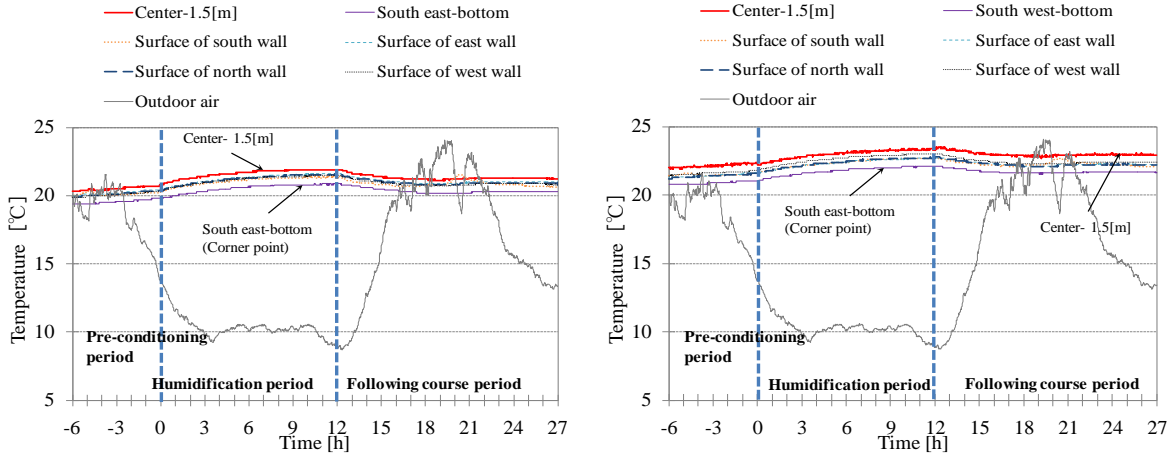 Center-1.5[m]
South east-bottom
Surface of south wall
Surface of east wall
Surface of north wall
Surface of west wall
Outdoor air
25
20
15
10
5
Temperature [℃]
Center- 1.5[m]
South east-bottom
(Corner point)
Pre-conditioning
period
Humidification period
Following course period
-6 -3 0 3 6 9 12 15 18 21 24 27
Time [h]
Center-1.5[m]
South west-bottom
Surface of south wall
Surface of east wall
Surface of north wall
Surface of west wall
Outdoor air
25
20
15
10
5
Temperature [℃]
South east-bottom
(Corner point)
Center- 1.5[m]
Pre-conditioning
period
Humidification period
Following course period
-6 -3 0 3 6 9 12 15 18 21 24 27
Time [h]